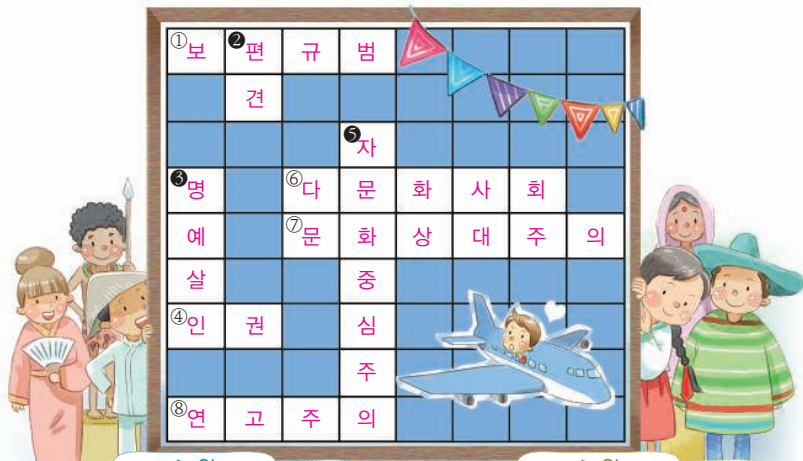 ①보 ❷편 규 범
견
❺자
❸명 ⑥다 문 화 사 회
예 ⑦문 화 상 대 주 의
살 중
④인 권 심
주
⑧연 고 주 의